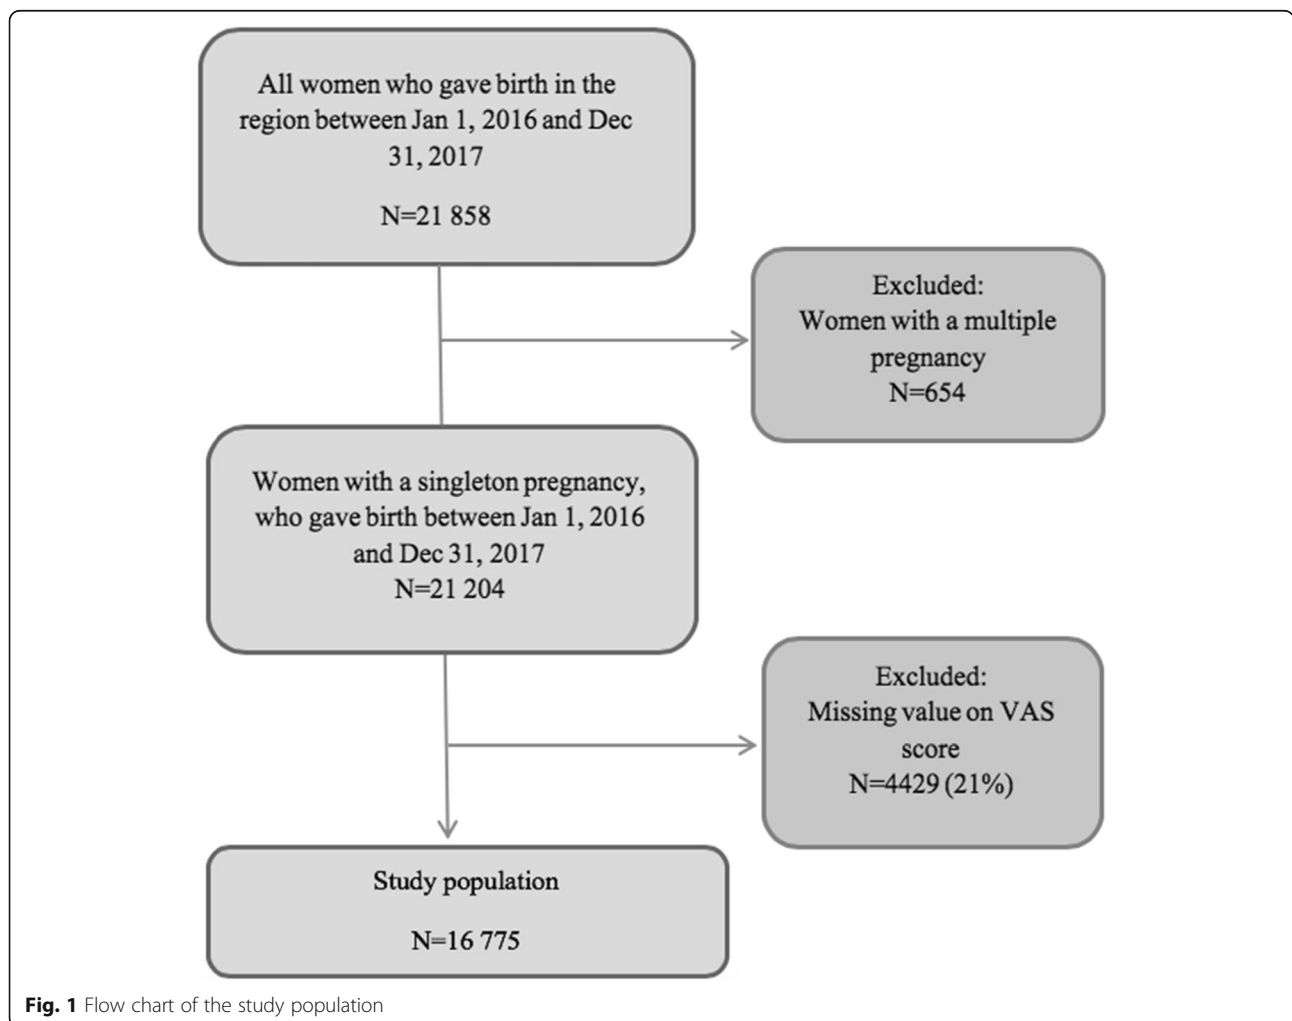 All women who gave birth in the
region between Jan 1, 2016 and Dec
31, 2017
N=21 858
Excluded:
Women with a multiple
pregnancy
N=654
Women with a singleton pregnancy,
who gave birth between Jan 1, 2016
and Dec 31, 2017
N=21 204
Excluded:
Missing value on VAS
score
N=4429 (21%)
Study population
N=16 775
Fig. 1 Flow chart of the study population